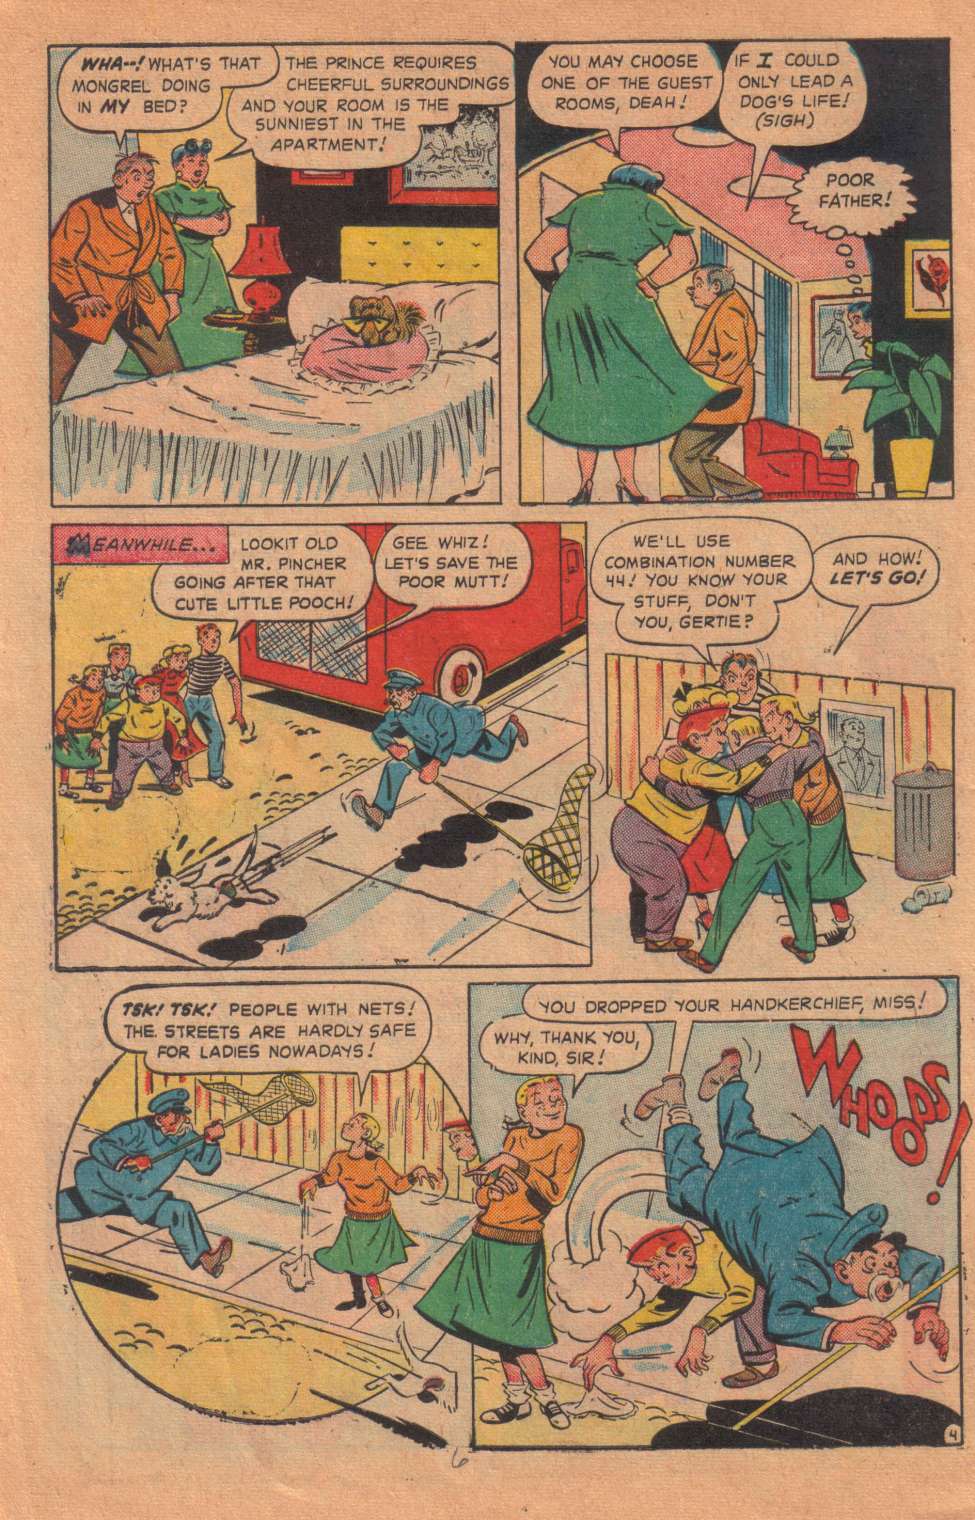 WHA--! WHAT'S THAT
MONGREL DOING
IN MY BED?
THE PRINCE REQUIRES
CHEERFUL SURROUNDINGS
AND YOUR ROOM IS THE
SUNNIEST IN THE
APARTMENT!
YOU MAY CHOOSE
ONE OF THE GUEST
ROOMS, DEAH!
IF I COULD
ONLY LEAD A
DOG'S LIFE!
(SIGH)
POOR
FATHER!
MEANWHILE...
LOOKIT OLD
MR. PINCHER
GOING AFTER THAT
CUTE LITTLE POOCH!
GEE WHIZ!
LET'S SAVE THE
POOR MUTT!
WE'LL USE
COMBINATION NUMBER
44! YOU KNOW YOUR
STUFF, DON'T
YOU, GERTIE?
AND HOW!
LET'S GO!
TSK! TSK! PEOPLE WITH NETS!
THE STREETS ARE HARDLY SAFE
FOR LADIES NOWADAYS!
YOU DROPPED YOUR HANDKERCHIEF, MISS!
WHY, THANK YOU,
KIND, SIR!
WHOOPS!
4
6